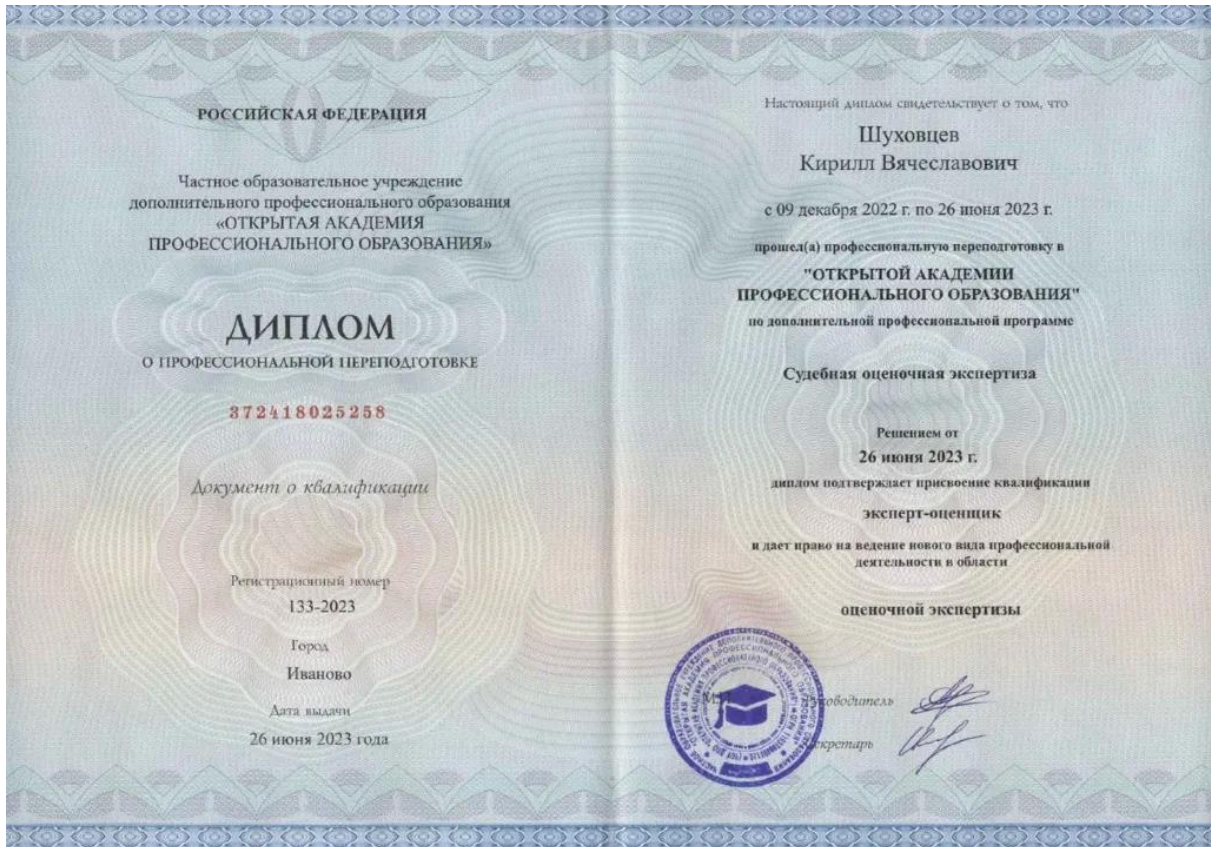 РОССИЙСКАЯ ФЕДЕРАЦИЯ
Частное образовательное учреждение
дополнительного профессионального образования
«ОТКРЫТАЯ АКАДЕМИЯ
ПРОФЕССИОНАЛЬНОГО ОБРАЗОВАНИЯ»
ДИПЛОМ
О ПРОФЕССИОНАЛЬНОЙ ПЕРЕПОДГОТОВКЕ
372418025258
Документ о квалификации
Регистрационный номер
133-2023
Город
Иваново
Дата выдачи
26 июня 2023 года
Настоящий диплом свидетельствует о том, что
Шуховцев
Кирилл Вячеславович
с 09 декабря 2022 г. по 26 июня 2023 г.
прошел(а) профессиональную переподготовку в
"ОТКРЫТОЙ АКАДЕМИИ
ПРОФЕССИОНАЛЬНОГО ОБРАЗОВАНИЯ"
по дополнительной профессиональной программе
Судебная оценочная экспертиза
Решением от
26 июня 2023 г.
диплом подтверждает присвоение квалификации
эксперт-оценщик
и дает право на ведение нового вида профессиональной
деятельности в области
оценочной экспертизы
Руководитель
Секретарь